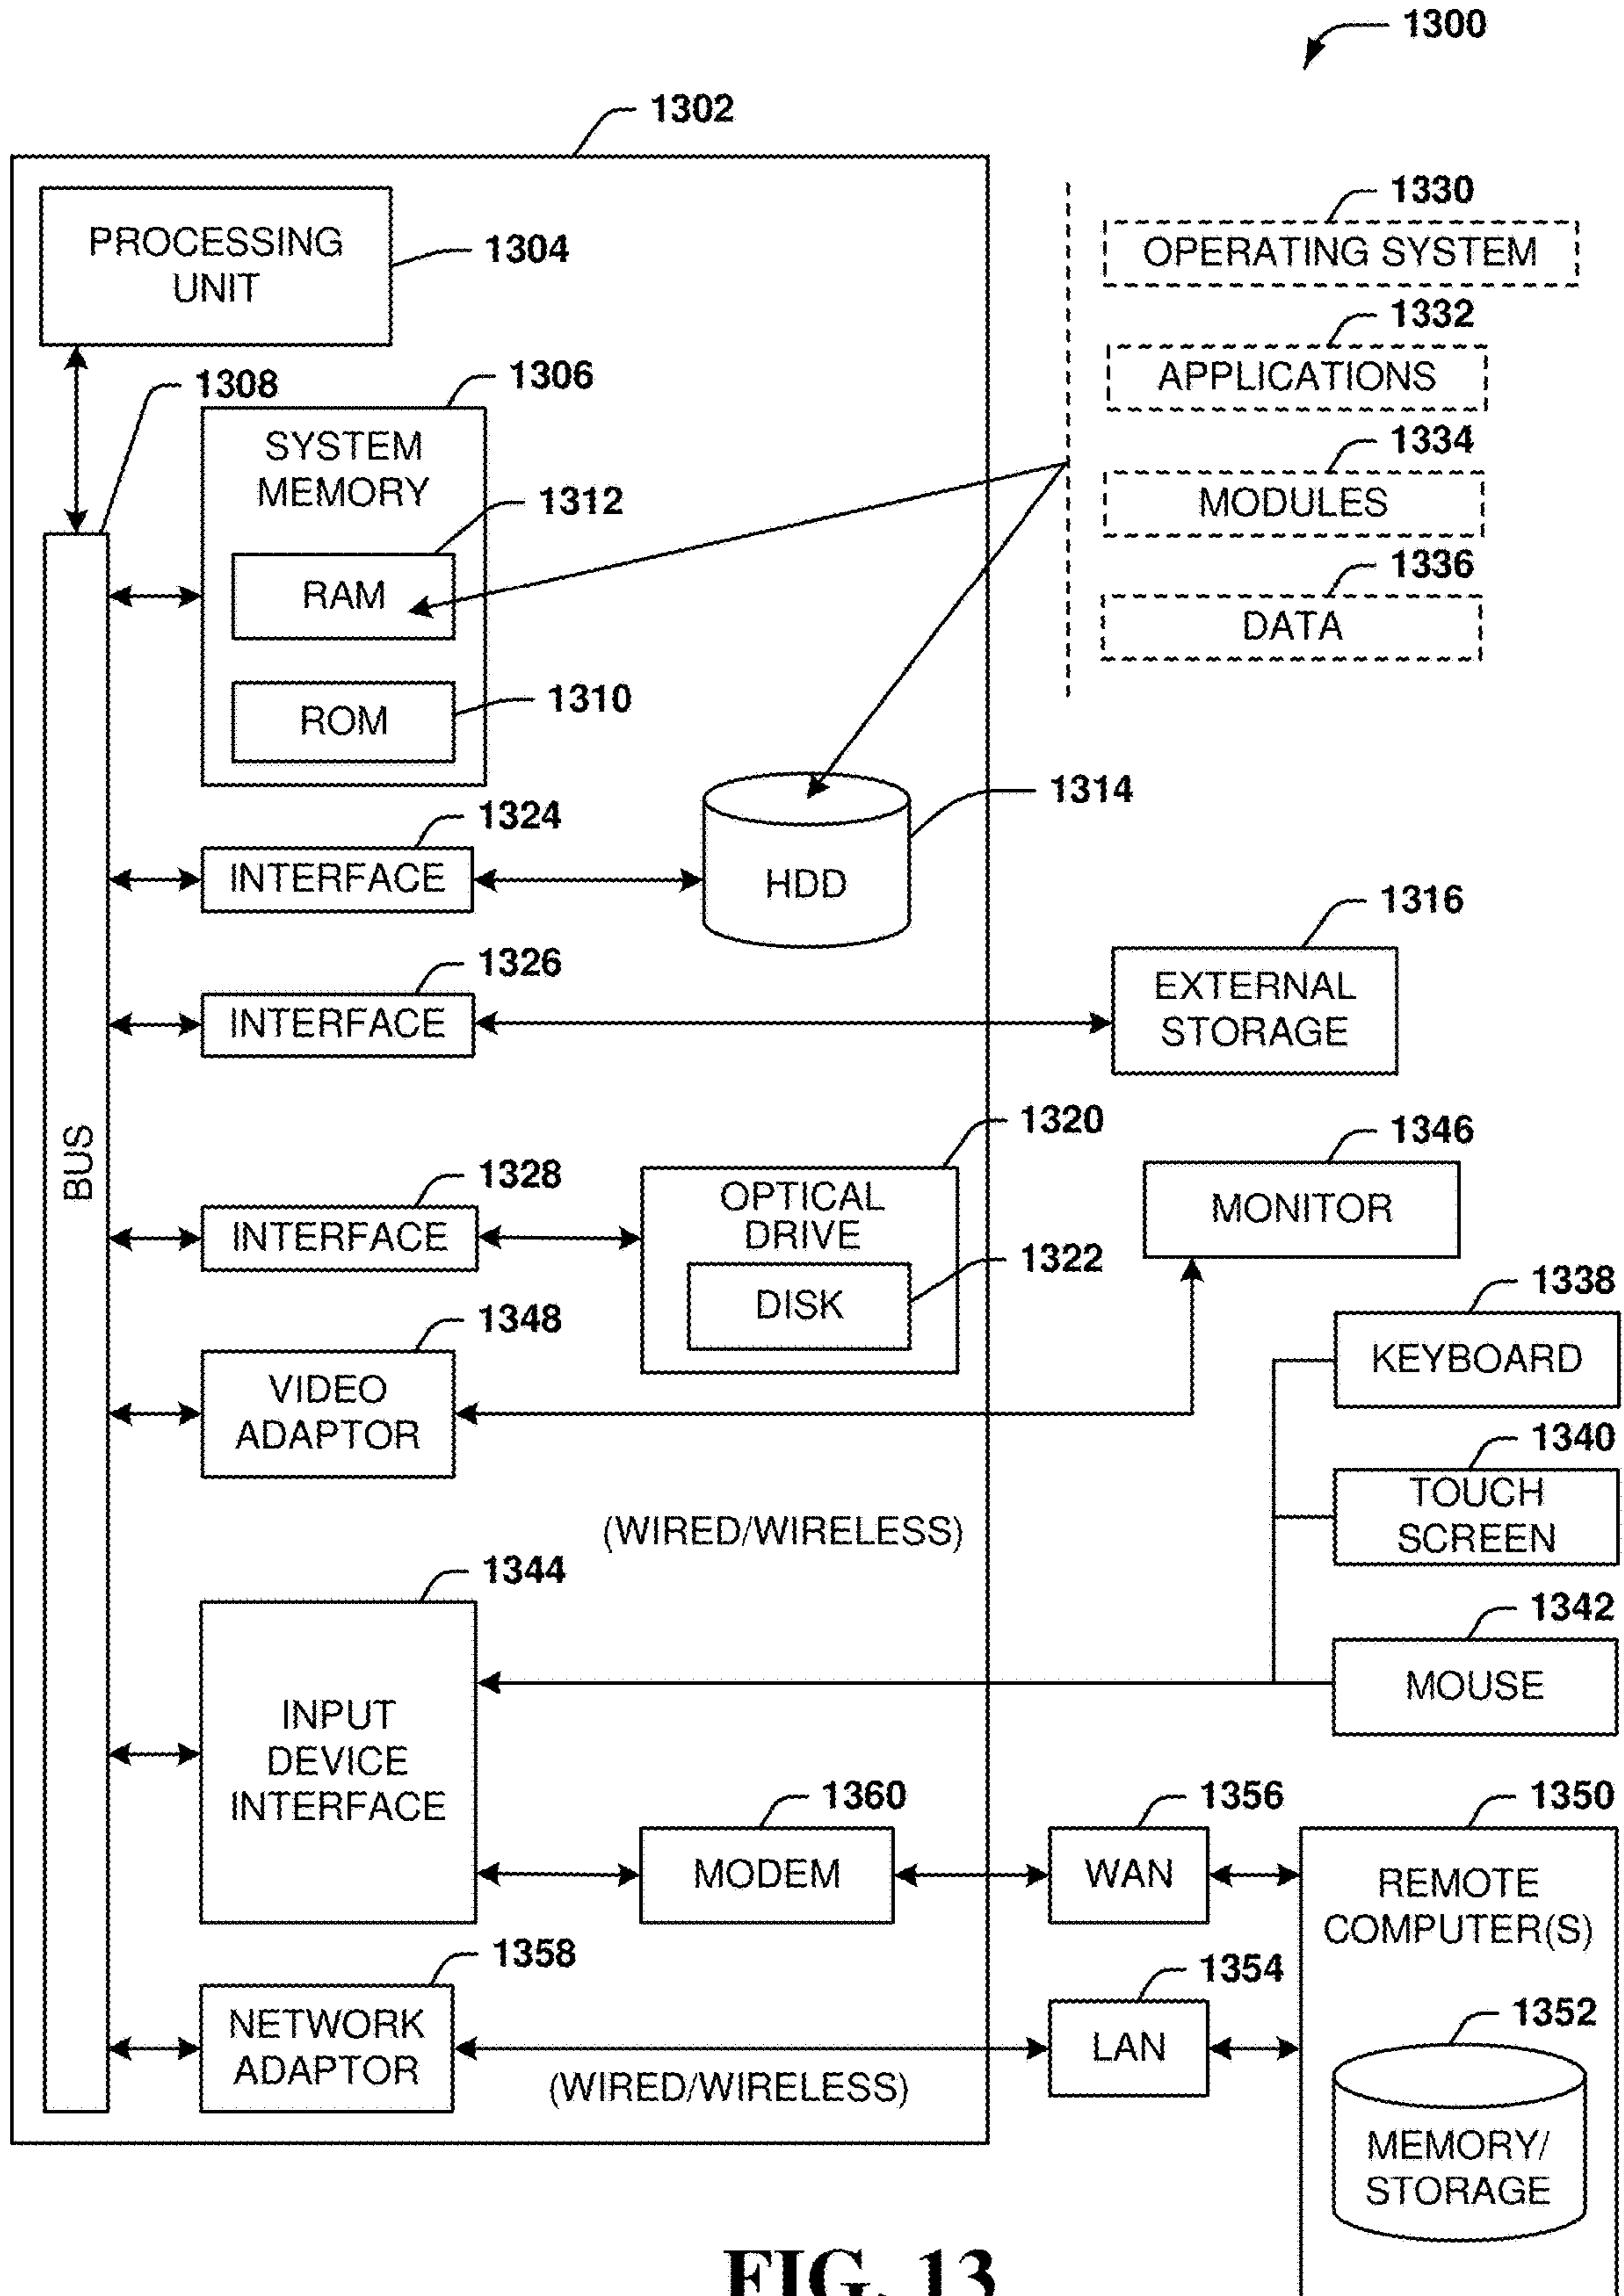 1300
1302
PROCESSING
UNIT
1304
1330
OPERATING SYSTEM
1332
APPLICATIONS
1334
MODULES
1336
DATA
1308
1306
SYSTEM
MEMORY
1312
RAM
1310
ROM
1314
HDD
1324
INTERFACE
1316
EXTERNAL
STORAGE
1326
INTERFACE
BUS
1320
OPTICAL
DRIVE
1322
DISK
1328
INTERFACE
1346
MONITOR
1348
VIDEO
ADAPTOR
1338
KEYBOARD
1340
TOUCH
SCREEN
(WIRED/WIRELESS)
1342
MOUSE
1344
INPUT
DEVICE
INTERFACE
1360
MODEM
1356
WAN
1350
REMOTE
COMPUTER(S)
1358
NETWORK
ADAPTOR
(WIRED/WIRELESS)
1354
LAN
1352
MEMORY/
STORAGE
FIG. 13